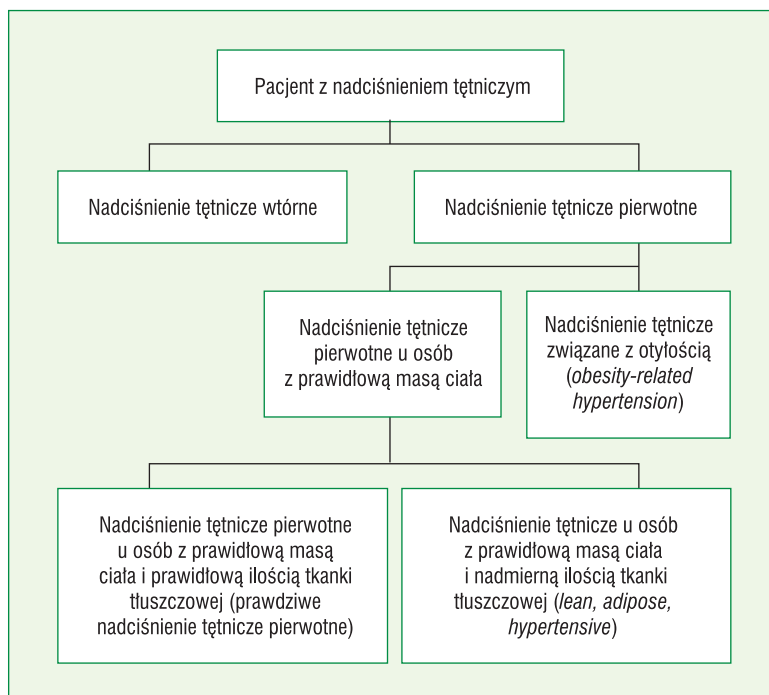 Pacjent z nadciśnieniem tętniczym
Nadciśnienie tętnicze wtórne
Nadciśnienie tętnicze pierwotne
Nadciśnienie tętnicze
pierwotne u osób
z prawidłową masą ciała
Nadciśnienie tętnicze
związane z otyłością
(obesity-related
hypertension)
Nadciśnienie tętnicze pierwotne
u osób z prawidłową masą
ciała i prawidłową ilością tkanki
tłuszczowej (prawdziwe
nadciśnienie tętnicze pierwotne)
Nadciśnienie tętnicze u osób
z prawidłową masą ciała
i nadmierną ilością tkanki
tłuszczowej (lean, adipose,
hypertensive)